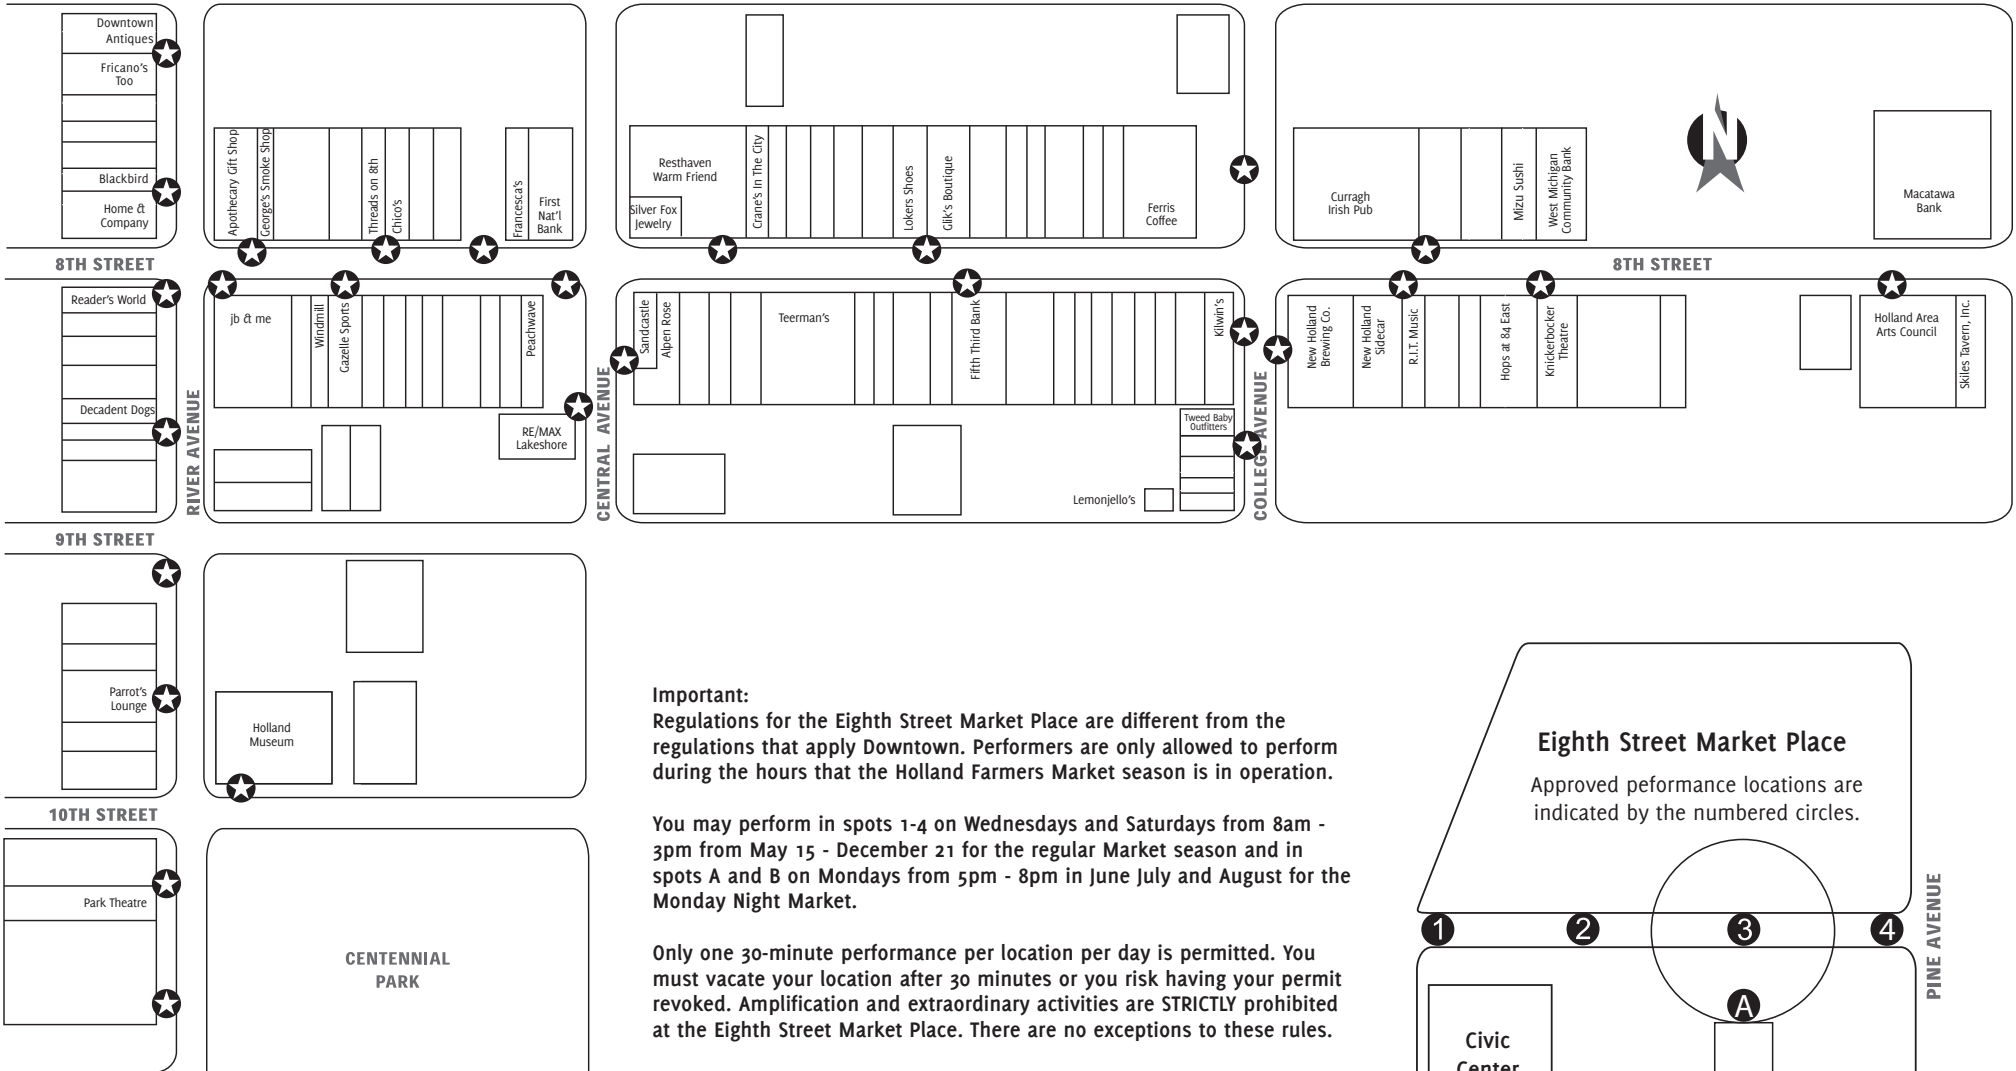 Downtown
Antiques
Fricano's
Too
Blackbird
Home &
Company
Apothecary Gift Shop
George's Smoke Shop
Threads on 8th
Chico's
Francesca's
First
Nat'l
Bank
Resthaven
Warm Friend
Silver Fox
Jewelry
Crane's In The City
Lokers Shoes
Glik's Boutique
Ferris
Coffee
Curragh
Irish Pub
Mizu Sushi
West Michigan
Community Bank
N
Macatawa
Bank
8TH STREET
8TH STREET
Reader's World
Decadent Dogs
RIVER AVENUE
jb & me
Windmill
Gazelle Sports
Peachwave
RE/MAX
Lakeshore
CENTRAL AVENUE
Sandcastle
Alpen Rose
Teerman's
Fifth Third Bank
Kilwin's
Tweed Baby
Outfitters
Lemonjello's
COLLEGE AVENUE
New Holland
Brewing Co.
New Holland
Sidecar
R.I.T. Music
Hops at 84 East
Knickerbocker
Theatre
Holland Area
Arts Council
Skiles Tavern, Inc.
9TH STREET
Parrot's
Lounge
Holland
Museum
10TH STREET
Park Theatre
CENTENNIAL
PARK
Important:
Regulations for the Eighth Street Market Place are different from the
regulations that apply Downtown. Performers are only allowed to perform
during the hours that the Holland Farmers Market season is in operation.
You may perform in spots 1-4 on Wednesdays and Saturdays from 8am -
3pm from May 15 - December 21 for the regular Market season and in
spots A and B on Mondays from 5pm - 8pm in June July and August for the
Monday Night Market.
Only one 30-minute performance per location per day is permitted. You
must vacate your location after 30 minutes or you risk having your permit
revoked. Amplification and extraordinary activities are STRICTLY prohibited
at the Eighth Street Market Place. There are no exceptions to these rules.
Eighth Street Market Place
Approved peformance locations are
indicated by the numbered circles.
1
2
3
4
A
PINE AVENUE
Civic
Center